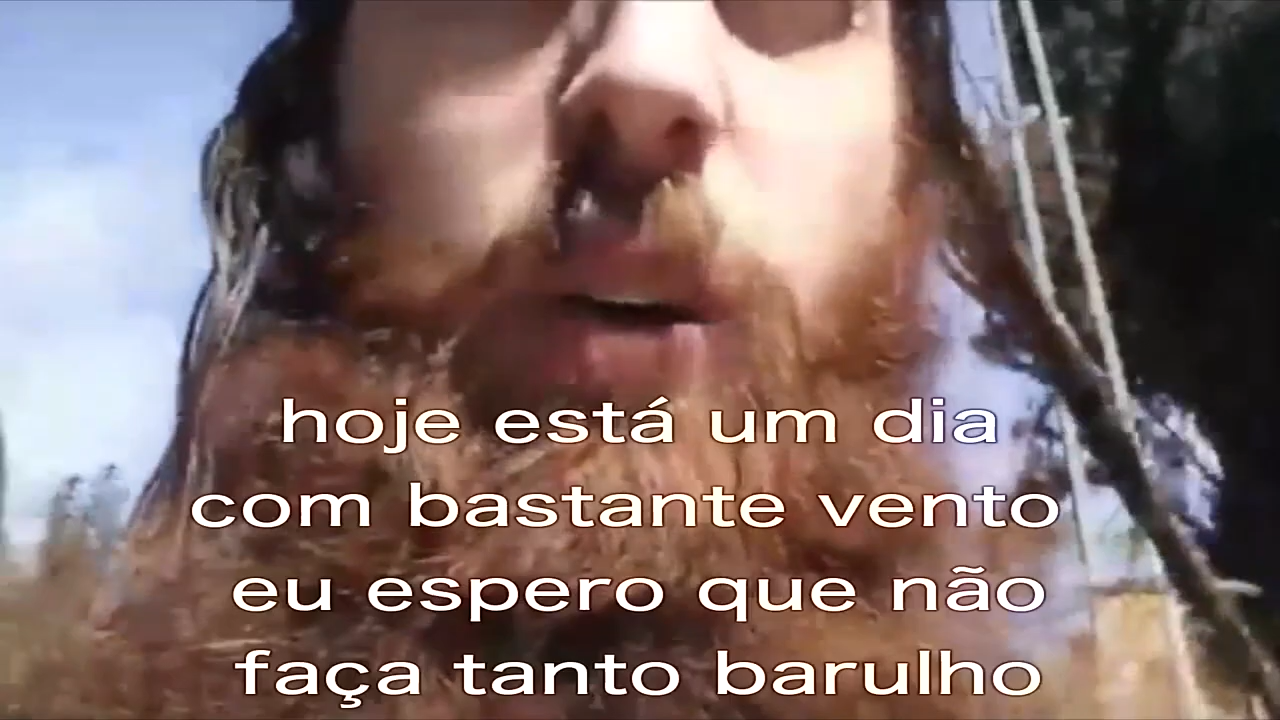 hoje está um dia
com bastante vento
eu espero que não
faça tanto barulho